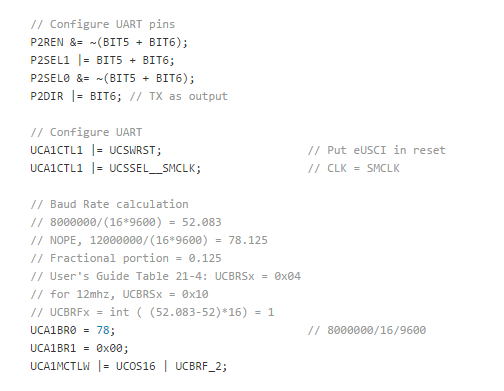 // Configure UART pins
P2REN &= ~(BIT5 + BIT6);
P2SEL1 |= BIT5 + BIT6;
P2SEL0 &= ~(BIT5 + BIT6);
P2DIR |= BIT6; // TX as output
// Configure UART
UCA1CTL1 |= UCSWRST; // Put eUSCI in reset
UCA1CTL1 |= UCSSEL__SMCLK; // CLK = SMCLK
// Baud Rate calculation
// 8000000/(16*9600) = 52.083
// NOPE, 12000000/(16*9600) = 78.125
// Fractional portion = 0.125
// User's Guide Table 21-4: UCBRSx = 0x04
// for 12mhz, UCBRSx = 0x10
// UCBRFx = int ( (52.083-52)*16) = 1
UCA1BR0 = 78; // 8000000/16/9600
UCA1BR1 = 0x00;
UCA1MCTLW |= UCOS16 | UCBRF_2;